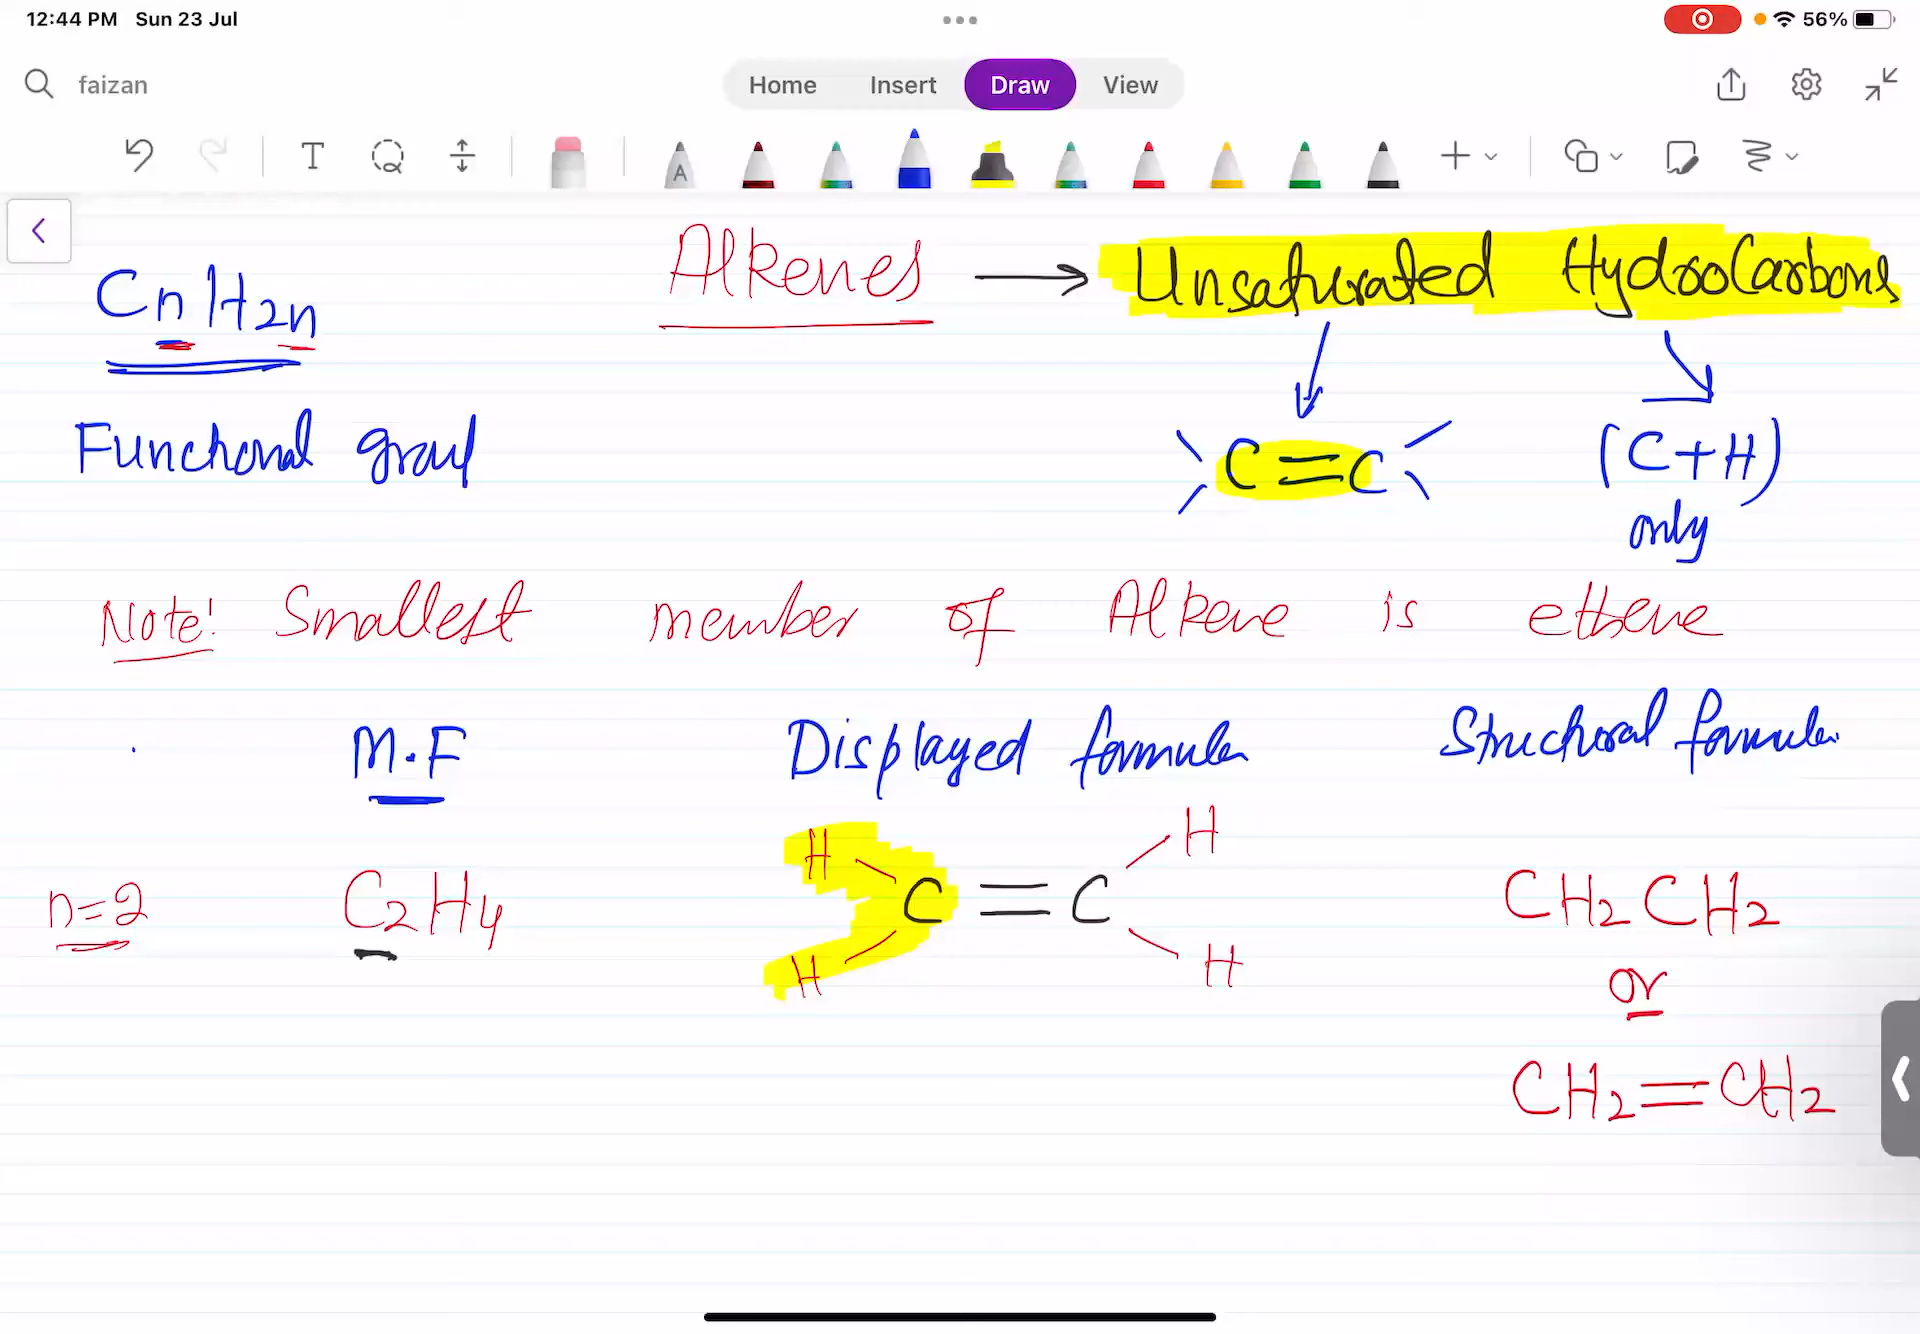 12:44 PM Sun 23 Jul
56%
faizan
Home Insert Draw View
T A
Alkenes → Unsaturated HydroCarbons
CnH2n
Functional group
C=C
(C+H)
only
Note! Smallest member of Alkene is ethene
M.F Displayed formula Structural formula
H H
n=2 C2H4 C=C CH2CH2
H H
or
CH2=CH2